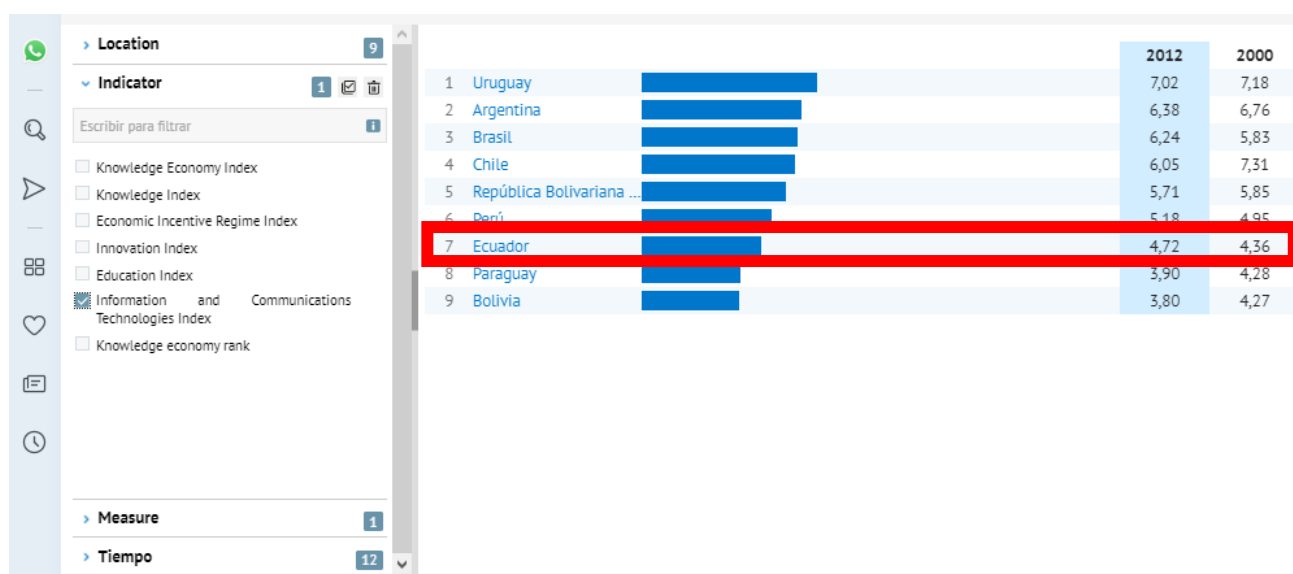 Location 9
Indicator 1
Escribir para filtrar
Knowledge Economy Index
Knowledge Index
Economic Incentive Regime Index
Innovation Index
Education Index
Information and Communications
Technologies Index
Knowledge economy rank
Measure 1
Tiempo 12
2012 2000
1 Uruguay 7,02 7,18
2 Argentina 6,38 6,76
3 Brasil 6,24 5,83
4 Chile 6,05 7,31
5 República Bolivariana ... 5,71 5,85
6 Perú 5,18 4,95
7 Ecuador 4,72 4,36
8 Paraguay 3,90 4,28
9 Bolivia 3,80 4,27